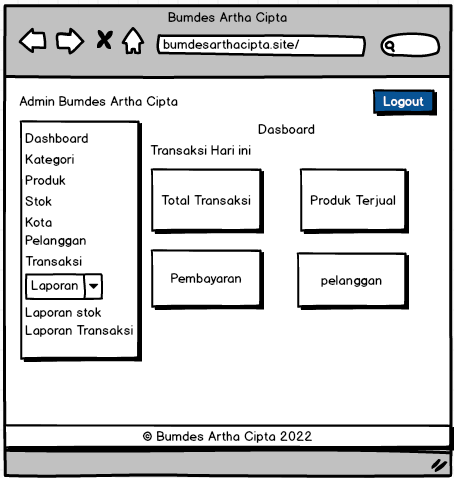 Bumdes Artha Cipta
bumdesarthacipta.site/
Admin Bumdes Artha Cipta
Logout
Dashboard
Kategori
Produk
Stok
Kota
Pelanggan
Transaksi
Laporan
Laporan stok
Laporan Transaksi
Dasboard
Transaksi Hari ini
Total Transaksi
Produk Terjual
Pembayaran
pelanggan
© Bumdes Artha Cipta 2022